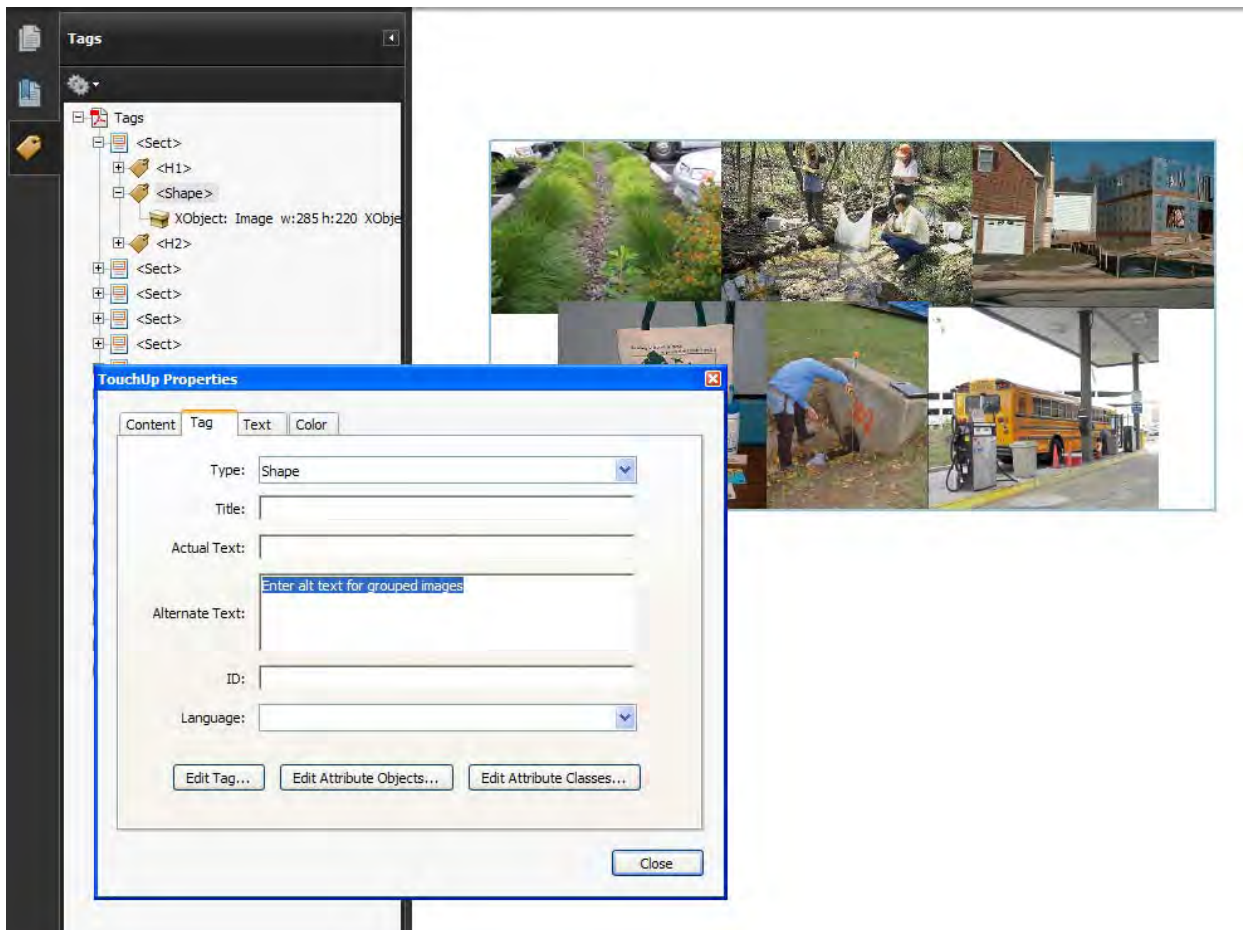 Tags
Tags
<Sect>
<H1>
<Shape>
XObject: Image w:285 h:220 XObje
<H2>
<Sect>
<Sect>
<Sect>
<Sect>
TouchUp Properties
Content Tag Text Color
Type: Shape
Title:
Actual Text:
Alternate Text: Enter alt text for grouped images
ID:
Language:
Edit Tag... Edit Attribute Objects... Edit Attribute Classes...
Close